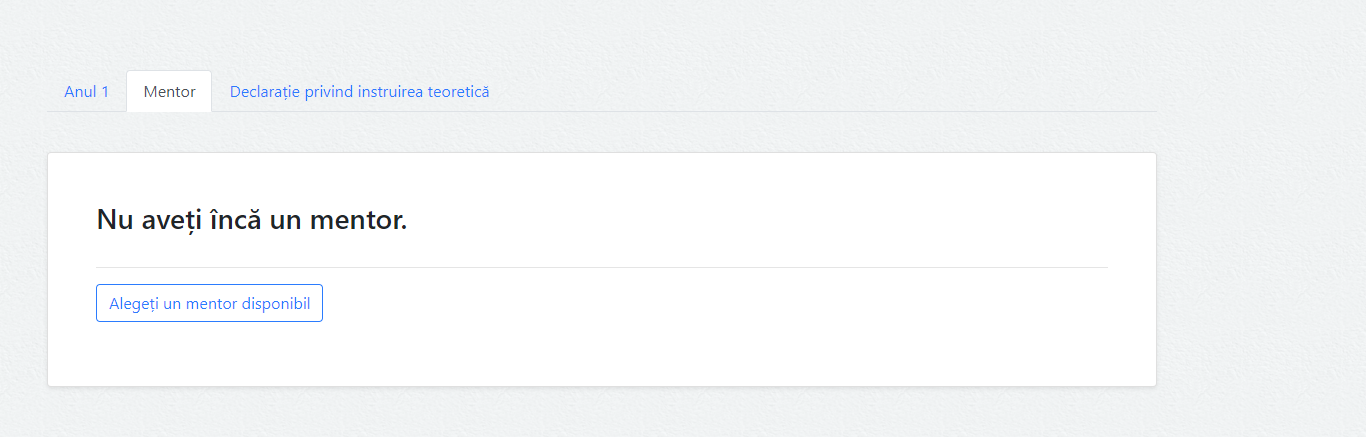 Anul 1 Mentor Declarație privind instruirea teoretică
Nu aveți încă un mentor.
Alegeți un mentor disponibil